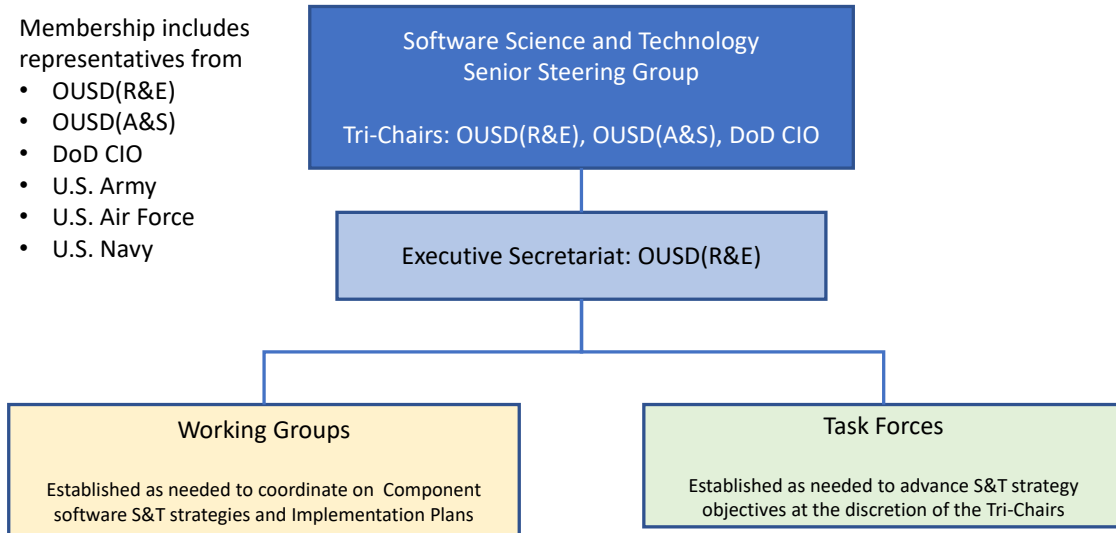 Membership includes
representatives from
• OUSD(R&E)
• OUSD(A&S)
• DoD CIO
• U.S. Army
• U.S. Air Force
• U.S. Navy
Software Science and Technology
Senior Steering Group
Tri-Chairs: OUSD(R&E), OUSD(A&S), DoD CIO
Executive Secretariat: OUSD(R&E)
Working Groups
Established as needed to coordinate on Component
software S&T strategies and Implementation Plans
Task Forces
Established as needed to advance S&T strategy
objectives at the discretion of the Tri-Chairs